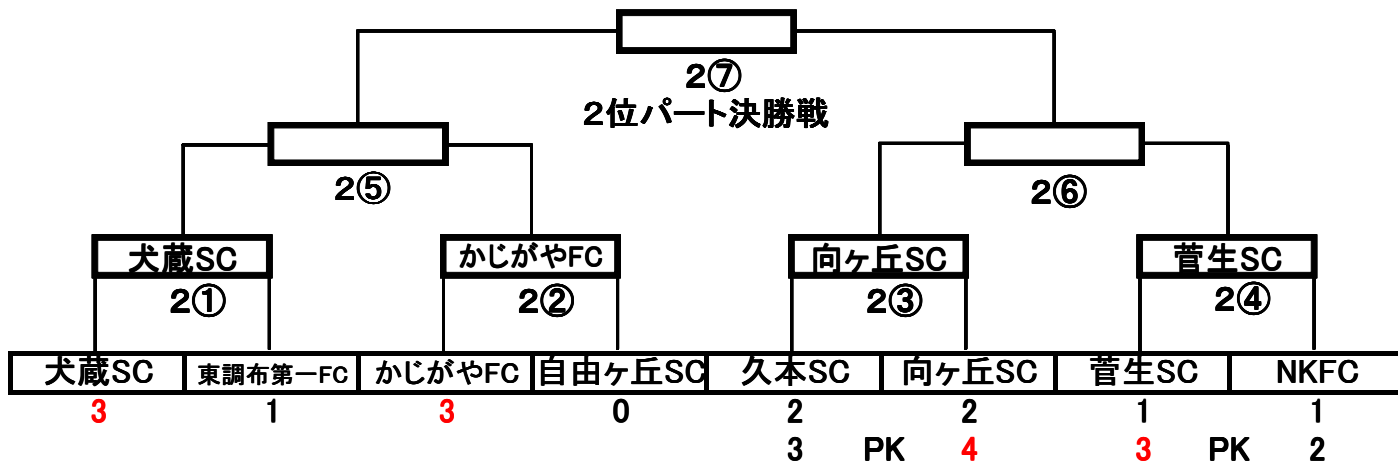 2⑦
2位パート決勝戦
2⑤ 2⑥
犬蔵SC かじがやFC 向ヶ丘SC 菅生SC
2① 2② 2③ 2④
犬蔵SC 東調布第一FC かじがやFC 自由ヶ丘SC 久本SC 向ヶ丘SC 菅生SC NKFC
3 1 3 0 2 2 1 1
3 PK 4 3 PK 2